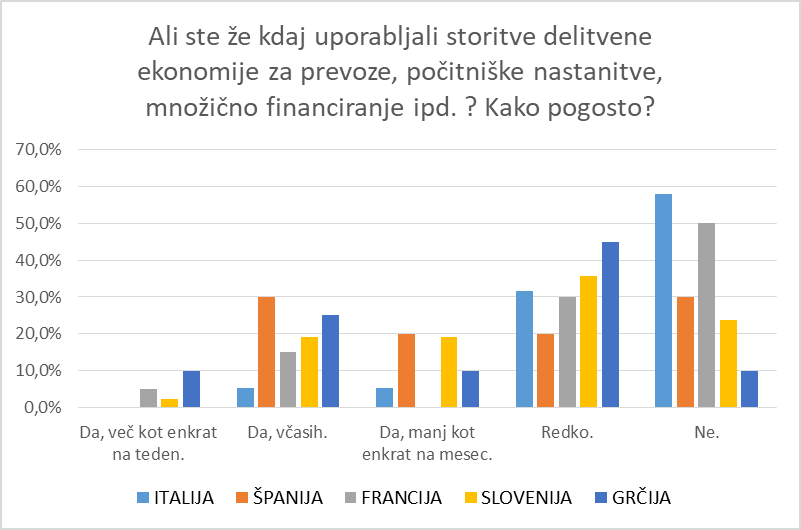 Ali ste že kdaj uporabljali storitve delitvene
ekonomije za prevoze, počitniške nastanitve,
množično financiranje ipd. ? Kako pogosto?
70,0%
60,0%
50,0%
40,0%
30,0%
20,0%
10,0%
0,0%
Da, več kot enkrat
na teden.
Da, včasih.
Da, manj kot
enkrat na mesec.
Redko.
Ne.
ITALIJA ŠPANIJA FRANCIJA SLOVENIJA GRČIJA